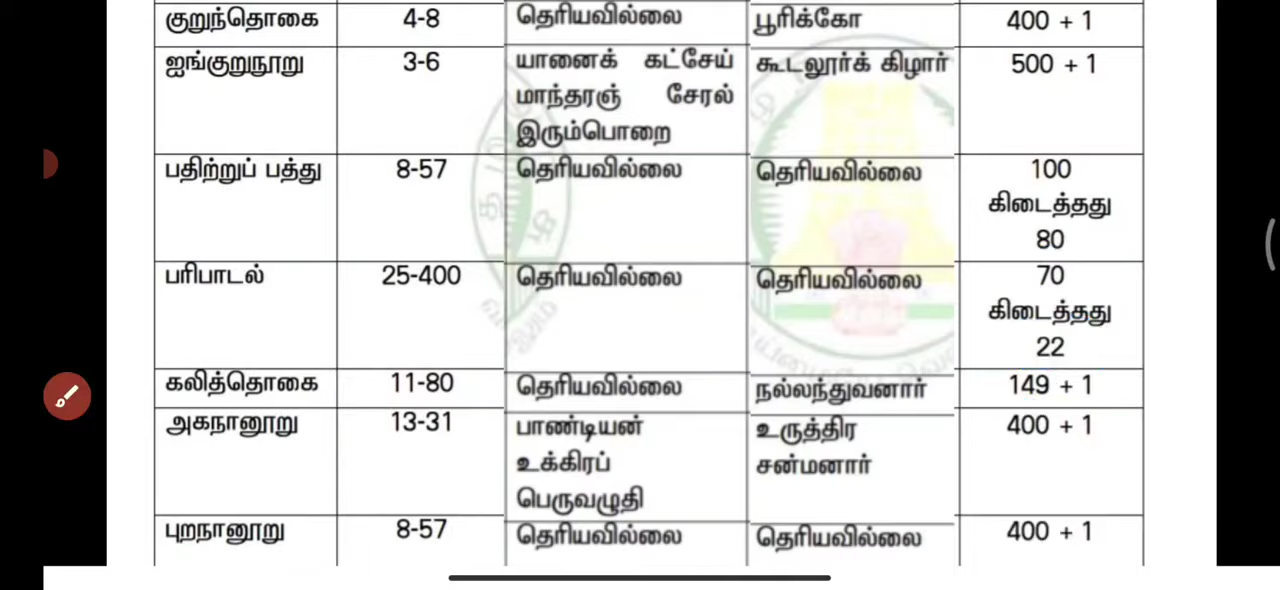 குறுந்தொகை 4-8 தெரியவில்லை பூரிக்கோ 400 + 1
ஐங்குறுநூறு 3-6 யானைக் கட்சேய் கூடலூர்க் கிழார் 500 + 1
மாந்தரஞ் சேரல்
இரும்பொறை
பதிற்றுப் பத்து 8-57 தெரியவில்லை தெரியவில்லை 100
கிடைத்தது
80
பரிபாடல் 25-400 தெரியவில்லை தெரியவில்லை 70
கிடைத்தது
22
கலித்தொகை 11-80 தெரியவில்லை நல்லந்துவனார் 149 + 1
அகநானூறு 13-31 பாண்டியன் உருத்திர 400 + 1
உக்கிரப் சன்மனார்
பெருவழுதி
புறநானூறு 8-57 தெரியவில்லை தெரியவில்லை 400 + 1